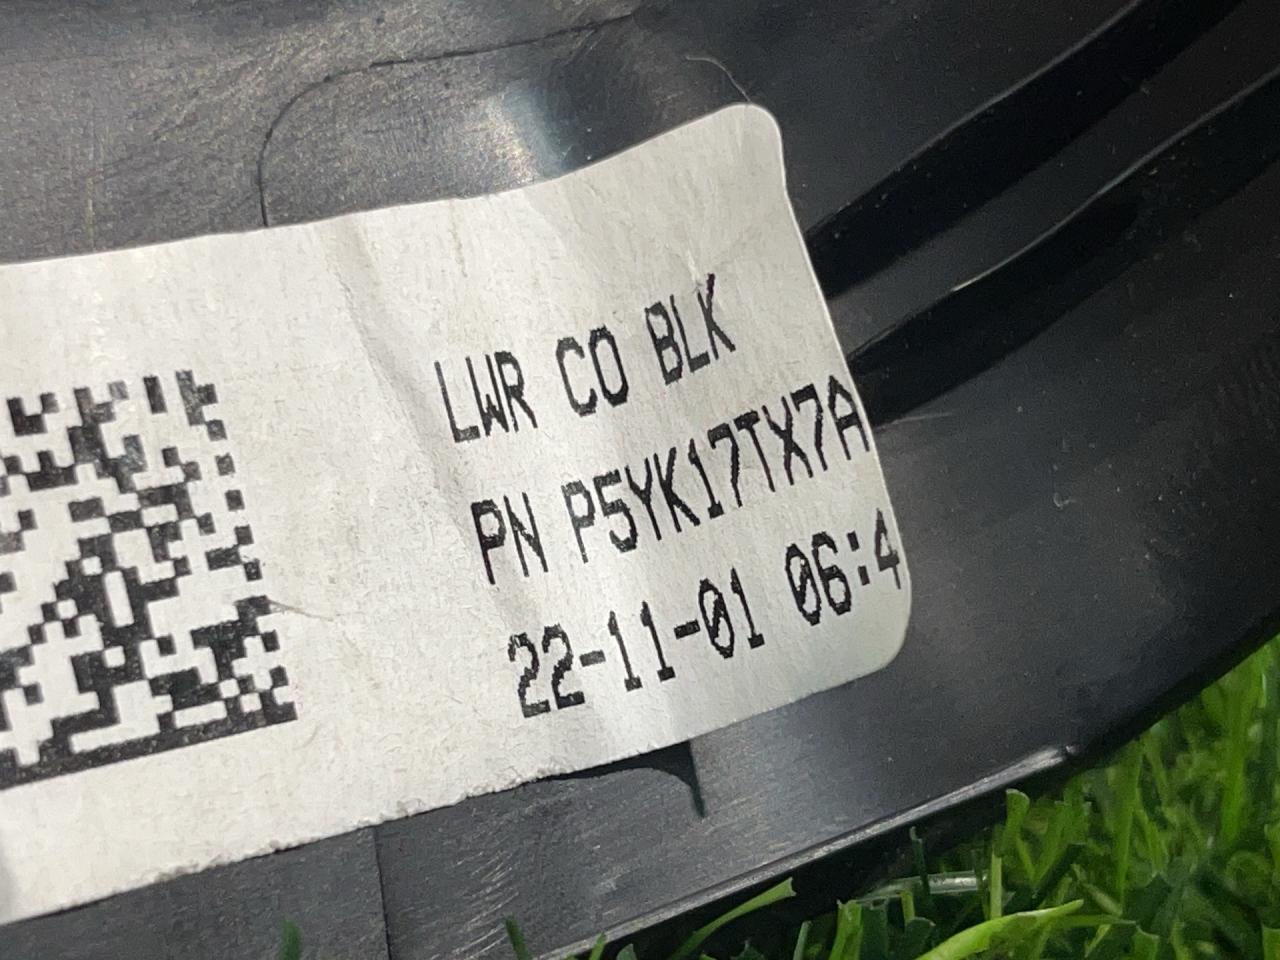 LWR CO BLK
PN P5YK17TX7A
22-11-01 06:4